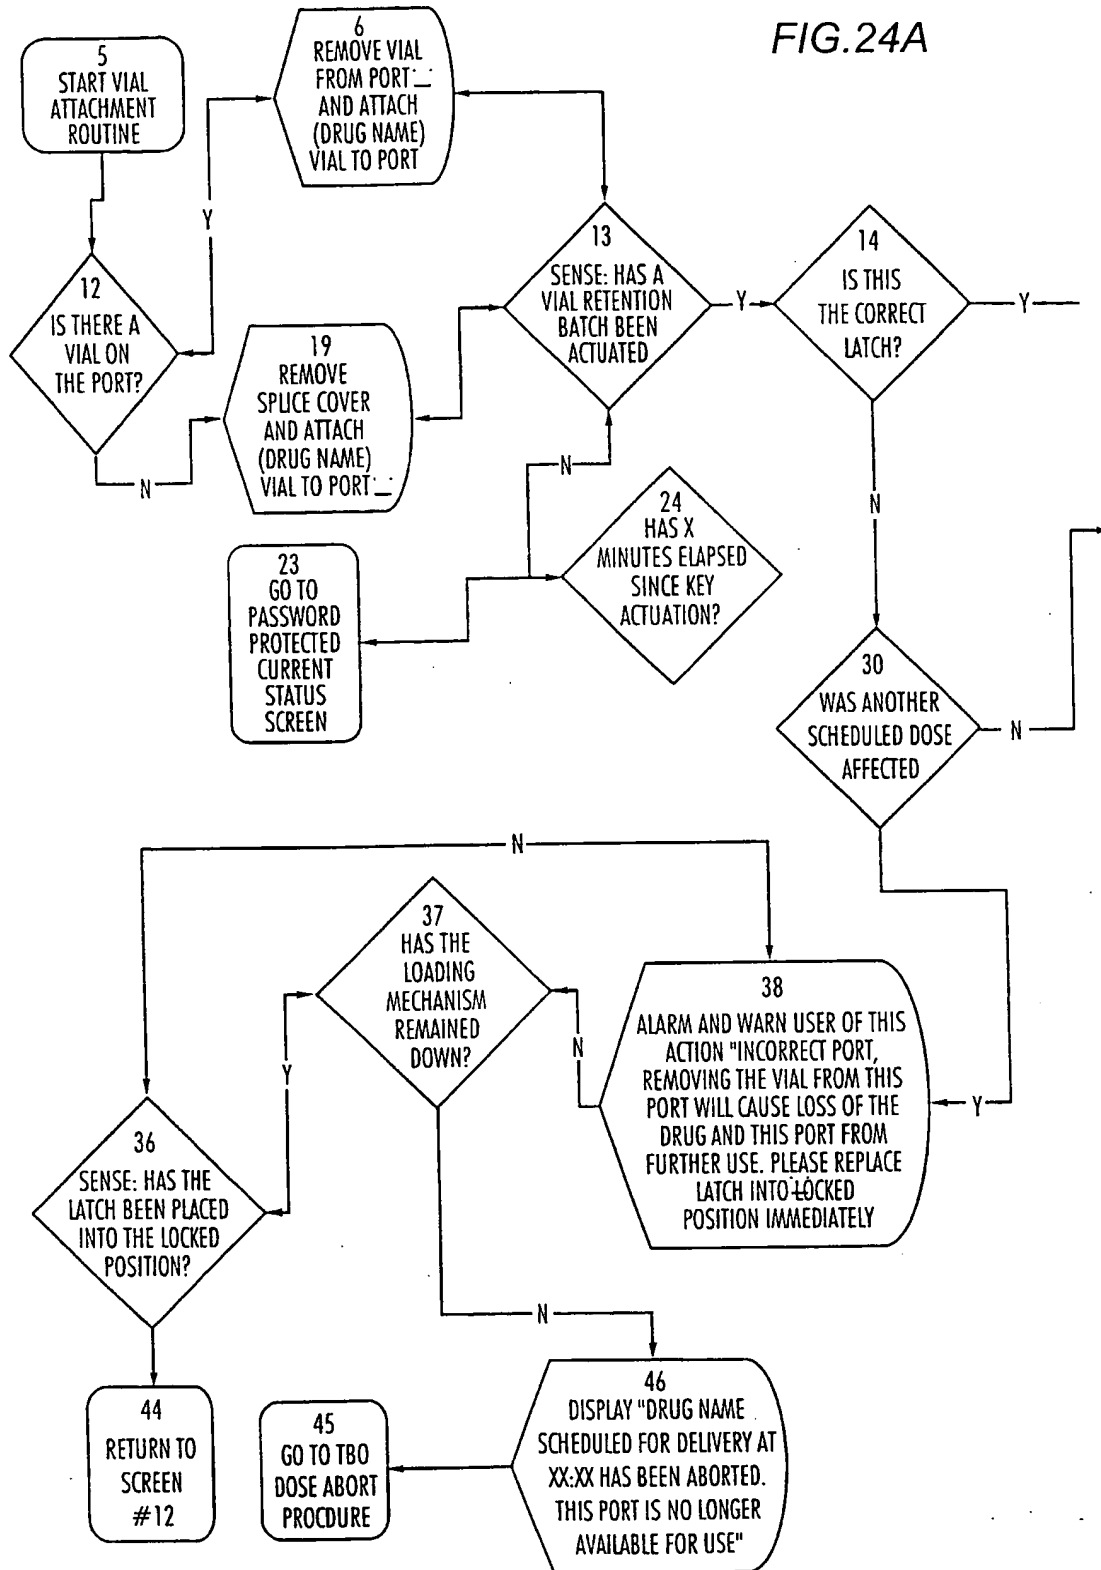 FIG.24A
5
START VIAL
ATTACHMENT
ROUTINE
6
REMOVE VIAL
FROM PORT:_
AND ATTACH
(DRUG NAME)
VIAL TO PORT
Y
12
IS THERE A
VIAL ON
THE PORT?
N
19
REMOVE
SPLICE COVER
AND ATTACH
(DRUG NAME)
VIAL TO PORT:_
13
SENSE: HAS A
VIAL RETENTION
BATCH BEEN
ACTUATED
Y
14
IS THIS
THE CORRECT
LATCH?
Y
N
N
23
GO TO
PASSWORD
PROTECTED
CURRENT
STATUS
SCREEN
24
HAS X
MINUTES ELAPSED
SINCE KEY
ACTUATION?
30
WAS ANOTHER
SCHEDULED DOSE
AFFECTED
N
Y
N
37
HAS THE
LOADING
MECHANISM
REMAINED
DOWN?
N
Y
38
ALARM AND WARN USER OF THIS
ACTION "INCORRECT PORT,
REMOVING THE VIAL FROM THIS
PORT WILL CAUSE LOSS OF THE
DRUG AND THIS PORT FROM
FURTHER USE. PLEASE REPLACE
LATCH INTO LOCKED
POSITION IMMEDIATELY
36
SENSE: HAS THE
LATCH BEEN PLACED
INTO THE LOCKED
POSITION?
N
44
RETURN TO
SCREEN
#12
45
GO TO TBO
DOSE ABORT
PROCDURE
46
DISPLAY "DRUG NAME
SCHEDULED FOR DELIVERY AT
XX:XX HAS BEEN ABORTED.
THIS PORT IS NO LONGER
AVAILABLE FOR USE"